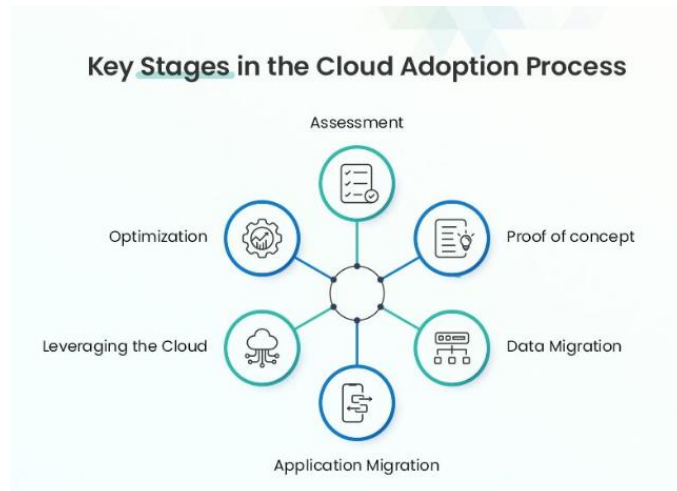 Key Stages in the Cloud Adoption Process
Assessment
Proof of concept
Data Migration
Application Migration
Leveraging the Cloud
Optimization